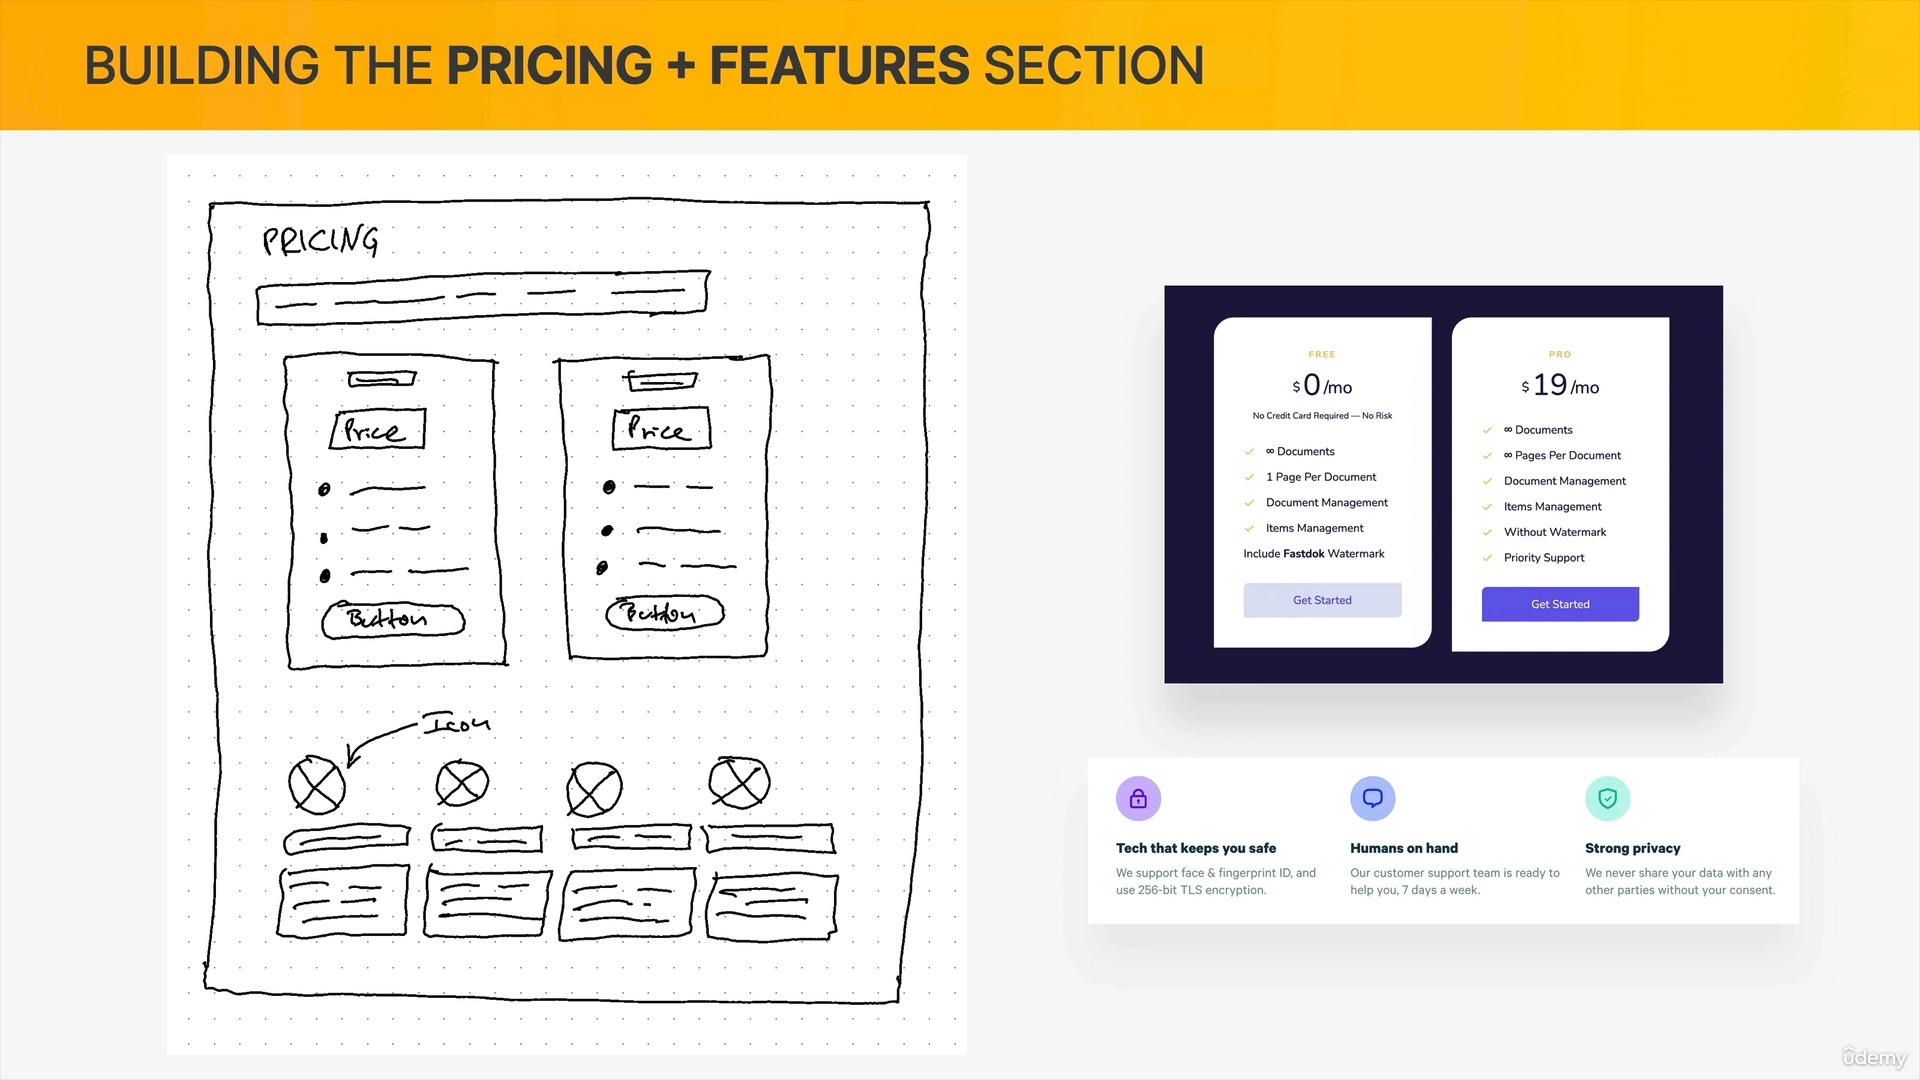 BUILDING THE PRICING + FEATURES SECTION
PRICING
Price
Button
Price
Button
Icon
FREE
$0/mo
No Credit Card Required — No Risk
∞ Documents
1 Page Per Document
Document Management
Items Management
Include Fastdok Watermark
Get Started
PRO
$19/mo
∞ Documents
∞ Pages Per Document
Document Management
Items Management
Without Watermark
Priority Support
Get Started
Tech that keeps you safe
We support face & fingerprint ID, and
use 256-bit TLS encryption.
Humans on hand
Our customer support team is ready to
help you, 7 days a week.
Strong privacy
We never share your data with any
other parties without your consent.
ûdemy